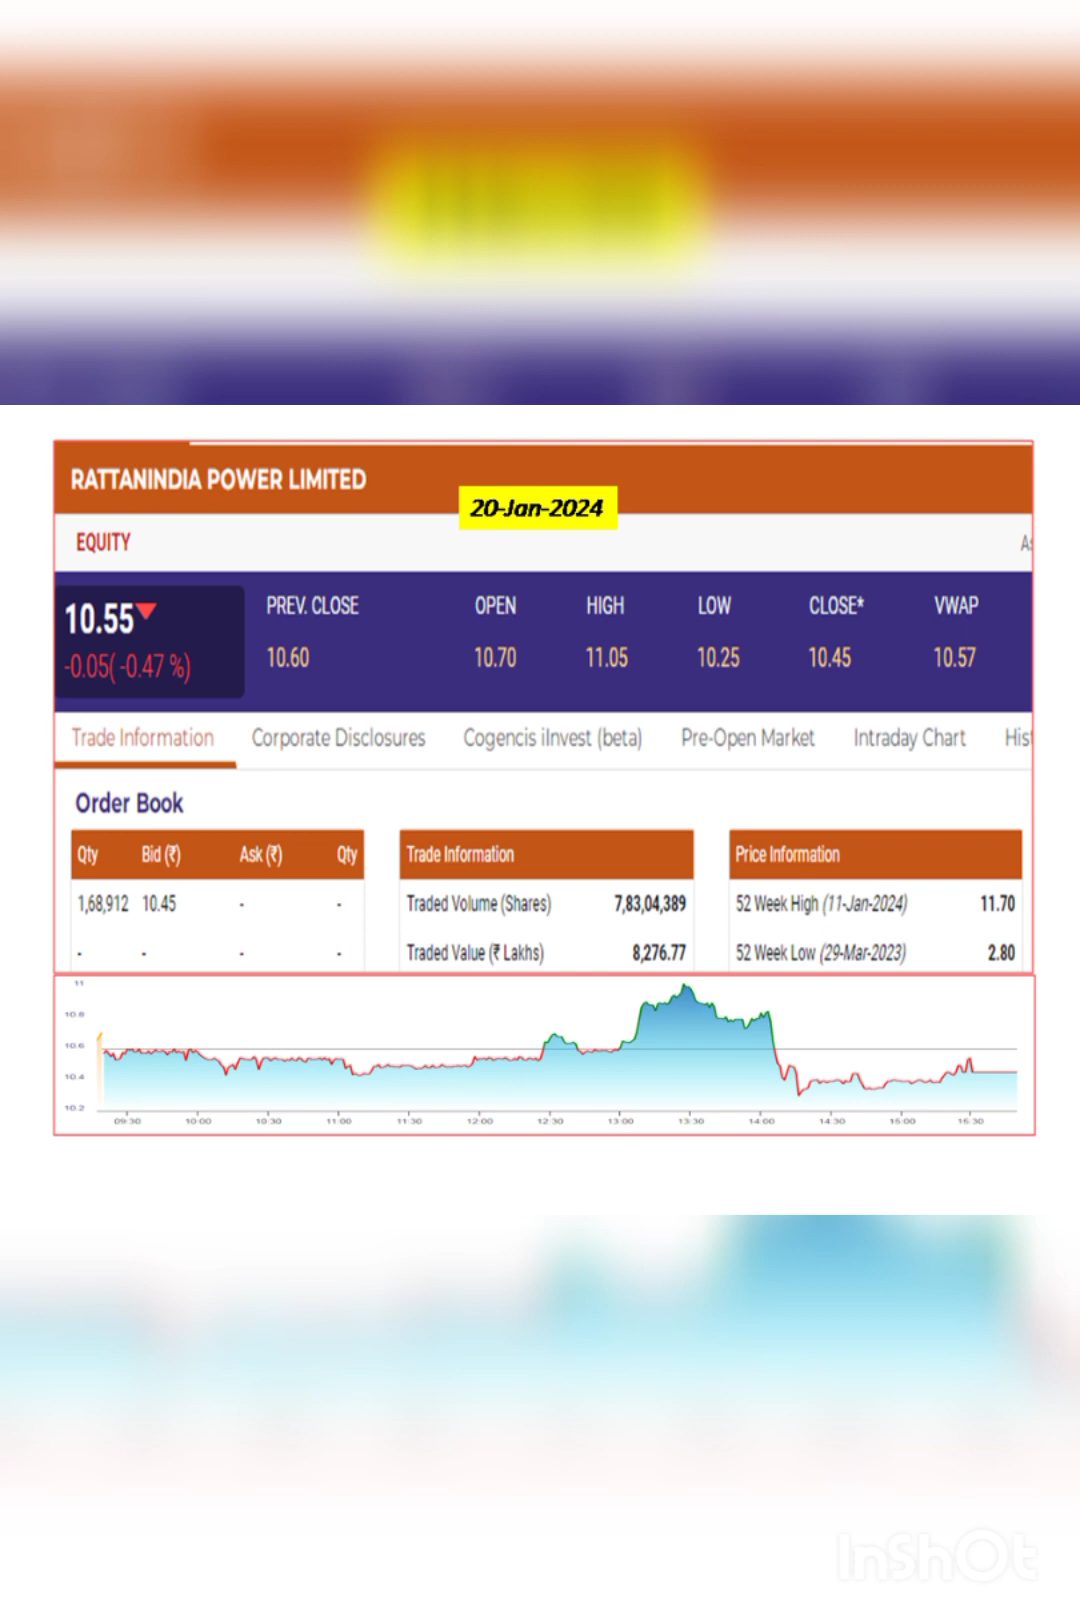 RATTANINDIA POWER LIMITED
20-Jan-2024
EQUITY
As
10.55
-0.05( -0.47 %)
PREV. CLOSE OPEN HIGH LOW CLOSE* VWAP
10.60 10.70 11.05 10.25 10.45 10.57
Trade Information Corporate Disclosures Cogencis iInvest (beta) Pre-Open Market Intraday Chart Hist
Order Book
Qty Bid (₹) Ask (₹) Qty Trade Information Price Information
1,68,912 10.45 - - Traded Volume (Shares) 7,83,04,389 52 Week High (11-Jan-2024) 11.70
- - - - Traded Value (₹ Lakhs) 8,276.77 52 Week Low (29-Mar-2023) 2.80
11
10.8
10.6
10.4
10.2
09:30 10:00 10:30 11:00 11:30 12:00 12:30 13:00 13:30 14:00 14:30 15:00 15:30
InShOt